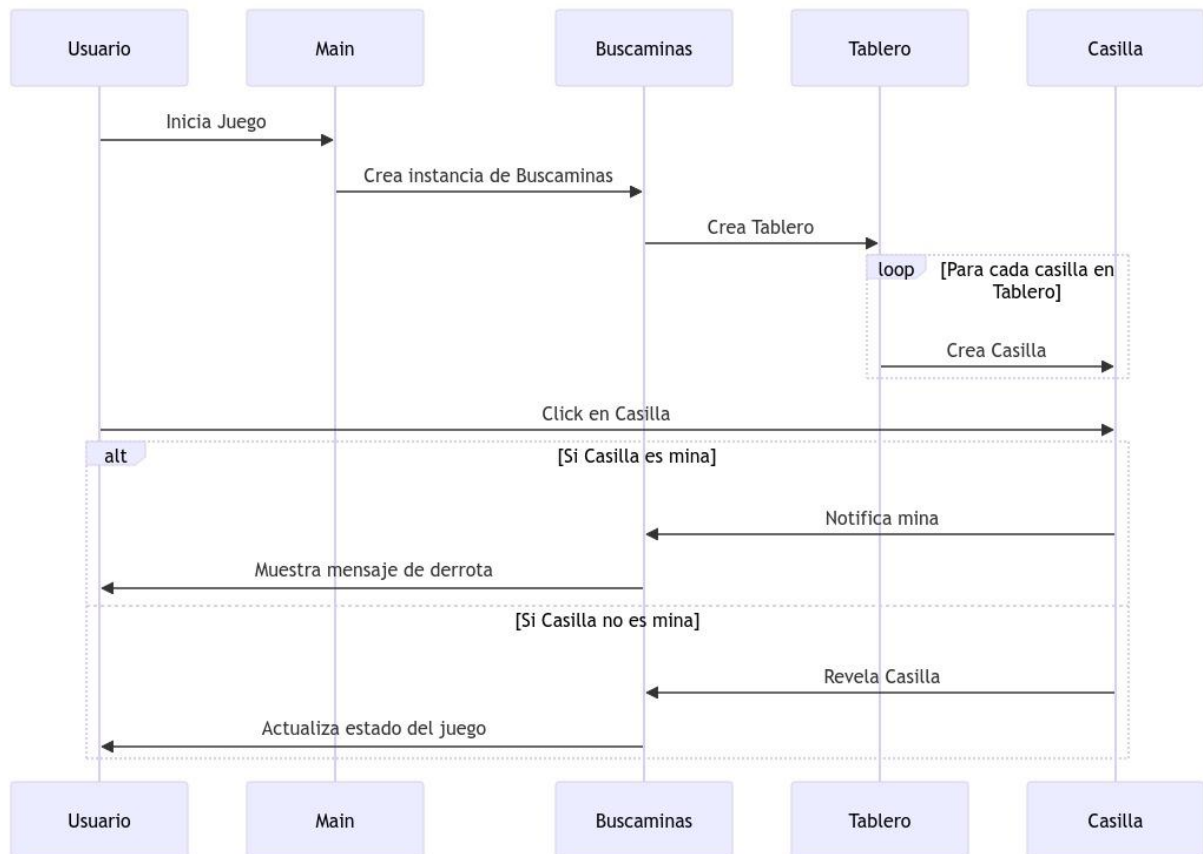 Usuario
Main
Buscaminas
Tablero
Casilla
Inicia Juego
Crea instancia de Buscaminas
Crea Tablero
loop
[Para cada casilla en
Tablero]
Crea Casilla
Click en Casilla
alt
[Si Casilla es mina]
Notifica mina
Muestra mensaje de derrota
[Si Casilla no es mina]
Revela Casilla
Actualiza estado del juego
Usuario
Main
Buscaminas
Tablero
Casilla